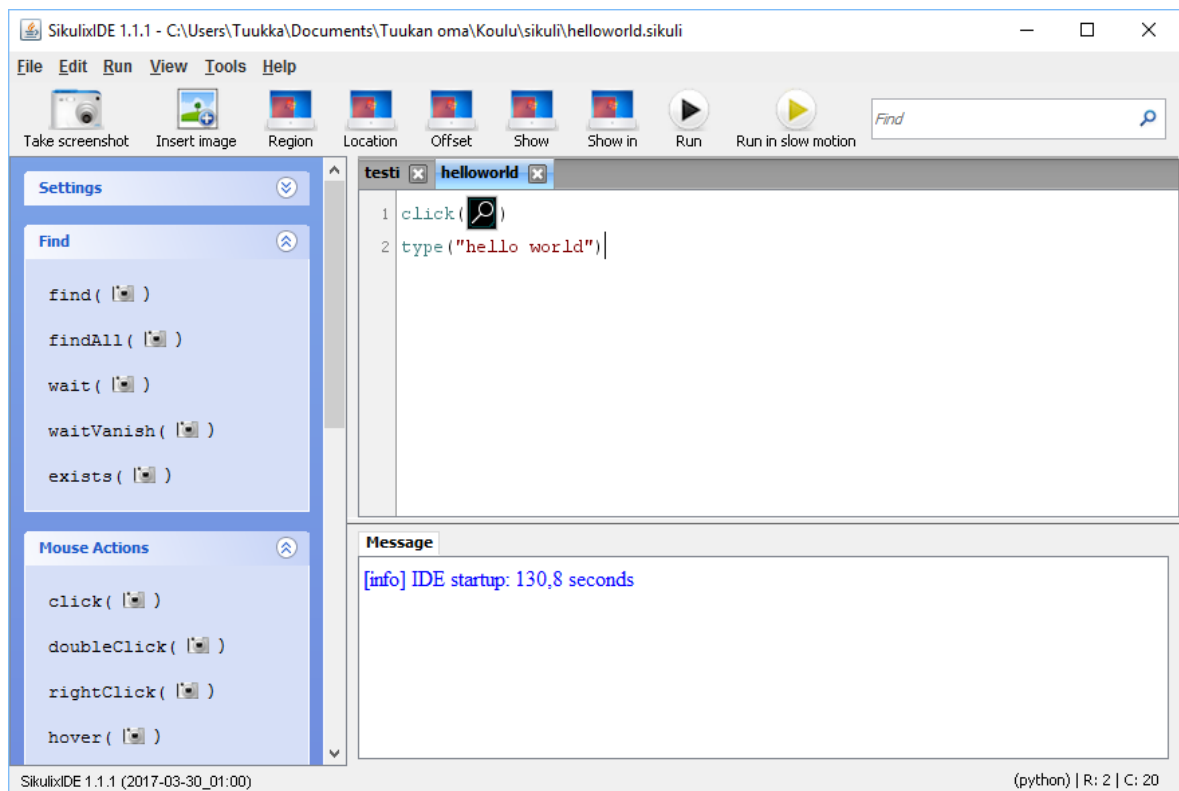 SikulixIDE 1.1.1 - C:\Users\Tuukka\Documents\Tuukan oma\Koulu\sikuli\helloworld.sikuli
File Edit Run View Tools Help
Take screenshot Insert image Region Location Offset Show Show in Run Run in slow motion Find
Settings
Find
find( )
findAll( )
wait( )
waitVanish( )
exists( )
Mouse Actions
click( )
doubleClick( )
rightClick( )
hover( )
testi helloworld
1 click( )
2 type("hello world")
Message
[info] IDE startup: 130,8 seconds
SikulixIDE 1.1.1 (2017-03-30_01:00) (python) | R: 2 | C: 20